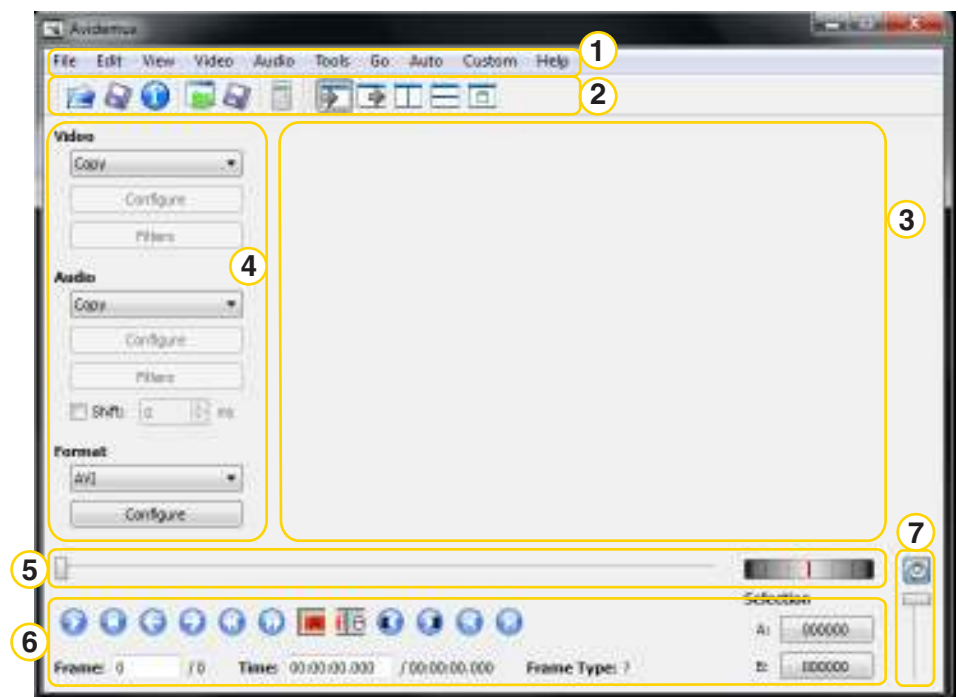 Avidemux
File Edit View Video Audio Tools Go Auto Custom Help
1
2
Video
Copy
Configure
Filters
3
4
Audio
Copy
Configure
Filters
Shift: 0 ms
Format
AVI
Configure
7
5
Selection
6
A: 000000
Frame: 0 / 0 Time: 00:00:00.000 / 00:00:00.000 Frame Type: ?
B: 000000